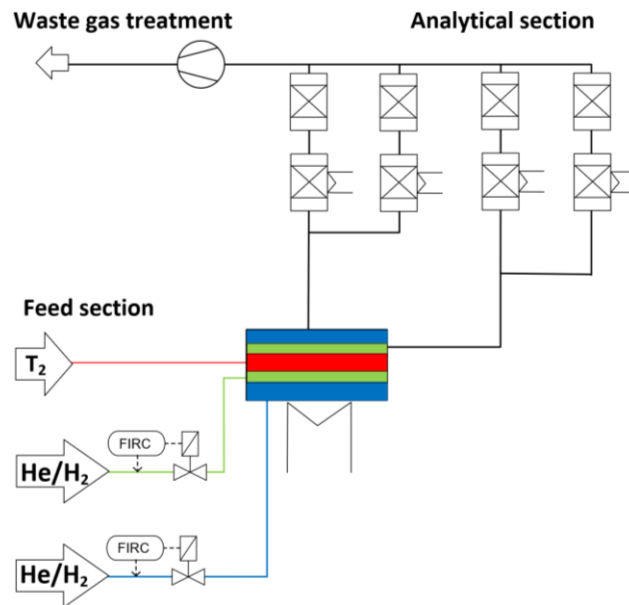 Waste gas treatment
Analytical section
Feed section
T₂
FIRC
He/H₂
FIRC
He/H₂